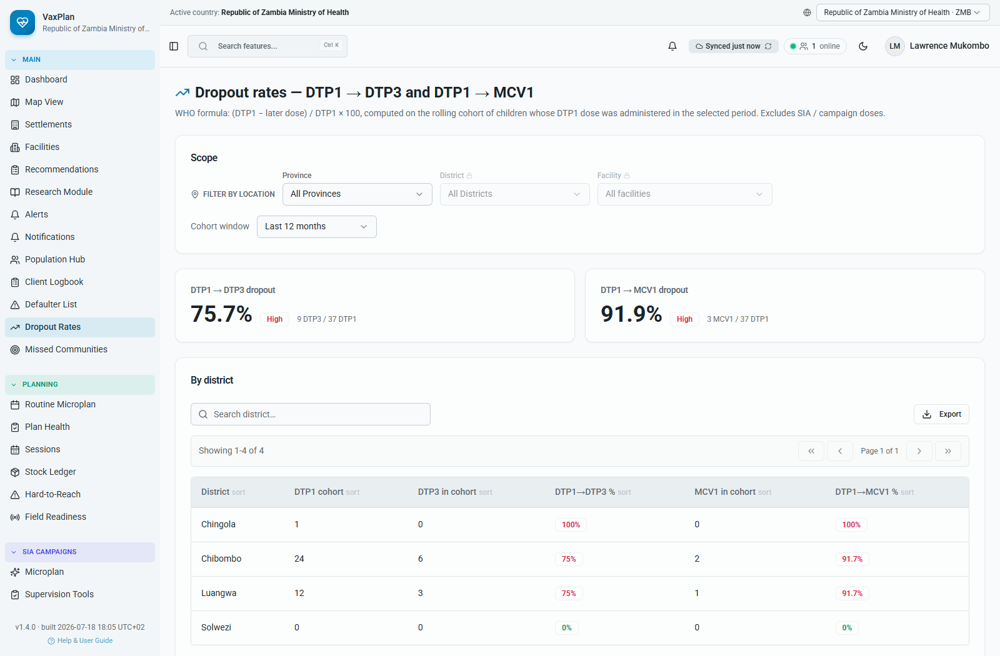 VaxPlan
Republic of Zambia Ministry of...
MAIN
Dashboard
Map View
Settlements
Facilities
Recommendations
Research Module
Alerts
Notifications
Population Hub
Client Logbook
Defaulter List
Dropout Rates
Missed Communities
PLANNING
Routine Microplan
Plan Health
Sessions
Stock Ledger
Hard-to-Reach
Field Readiness
SIA CAMPAIGNS
Microplan
Supervision Tools
v1.4.0 · built 2026-07-18 18:05 UTC+02
Help & User Guide
Active country: Republic of Zambia Ministry of Health
Republic of Zambia Ministry of Health · ZMB
Search features... Ctrl K
Synced just now
1 online
LM Lawrence Mukombo
Dropout rates — DTP1 → DTP3 and DTP1 → MCV1
WHO formula: (DTP1 − later dose) / DTP1 × 100, computed on the rolling cohort of children whose DTP1 dose was administered in the selected period. Excludes SIA / campaign doses.
Scope
Province District Facility
FILTER BY LOCATION All Provinces All Districts All facilities
Cohort window Last 12 months
DTP1 → DTP3 dropout
75.7% High 9 DTP3 / 37 DTP1
DTP1 → MCV1 dropout
91.9% High 3 MCV1 / 37 DTP1
By district
Search district…
Export
Showing 1-4 of 4
Page 1 of 1
District sort DTP1 cohort sort DTP3 in cohort sort DTP1→DTP3 % sort MCV1 in cohort sort DTP1→MCV1 % sort
Chingola 1 0 100% 0 100%
Chibombo 24 6 75% 2 91.7%
Luangwa 12 3 75% 1 91.7%
Solwezi 0 0 0% 0 0%